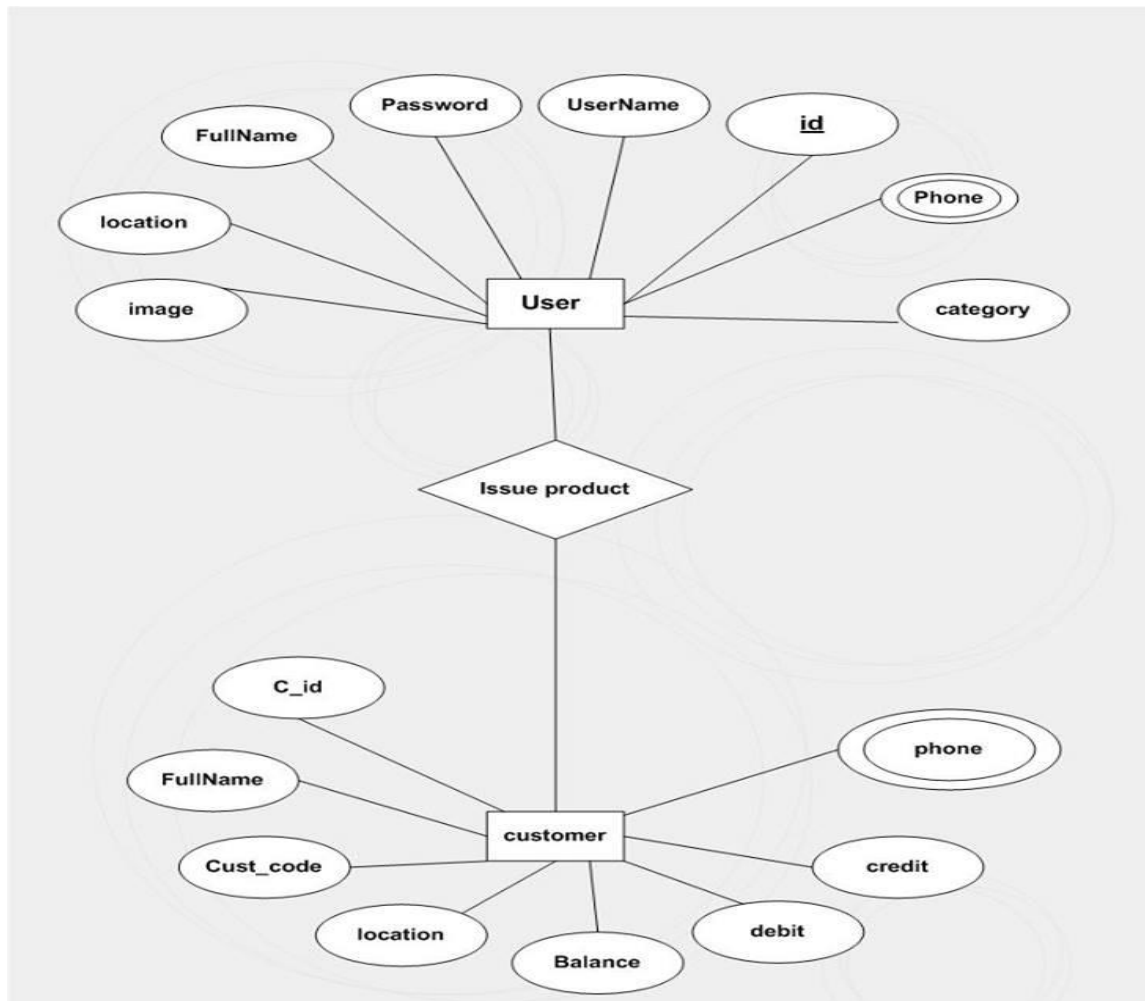 Password
UserName
id
FullName
Phone
location
image
User
category
Issue product
C_id
phone
FullName
customer
Cust_code
credit
location
debit
Balance